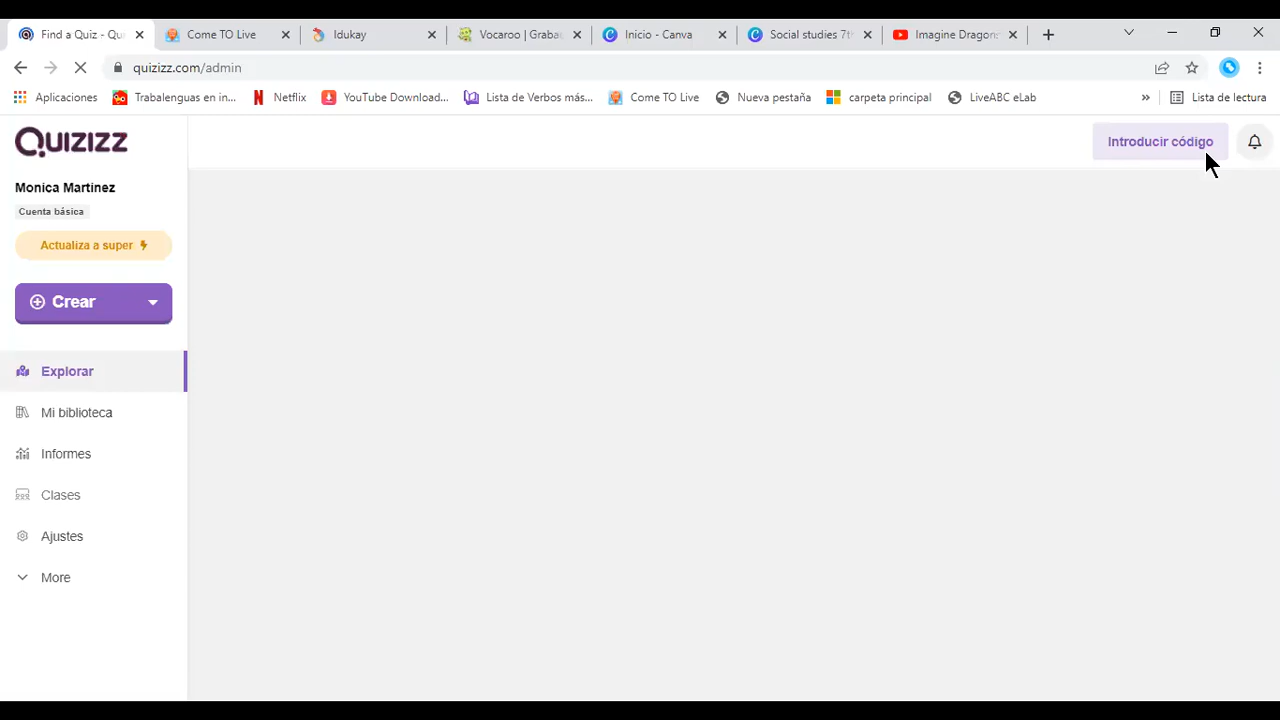 Find a Quiz - Qu
Come TO Live
Idukay
Vocaroo | Grabad
Inicio - Canva
Social studies 7th
Imagine Dragons
quizizz.com/admin
Aplicaciones
Trabalenguas en in...
Netflix
YouTube Download...
Lista de Verbos más...
Come TO Live
Nueva pestaña
carpeta principal
LiveABC eLab
»
Lista de lectura
QUIZIZZ
Introducir código
Monica Martinez
Cuenta básica
Actualiza a super
Crear
Explorar
Mi biblioteca
Informes
Clases
Ajustes
More